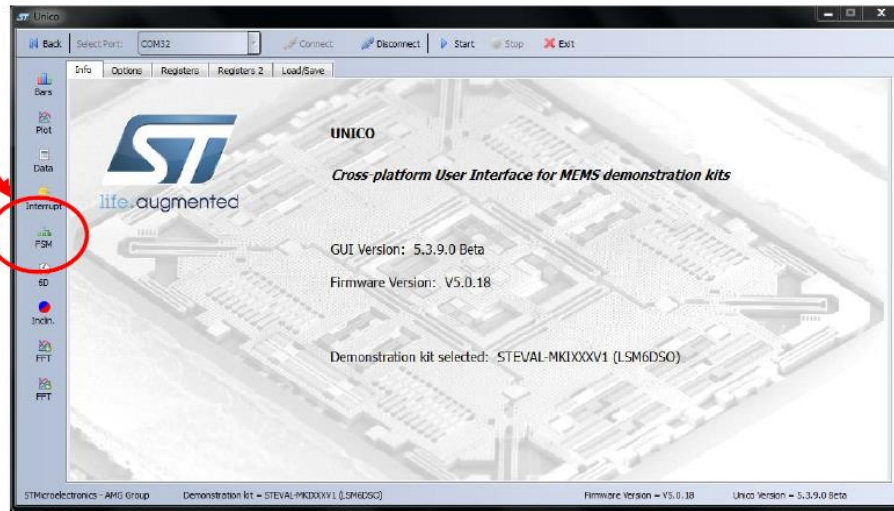 Unico
Back Select Port: COM32 Connect Disconnect Start Stop Exit
Info Options Registers Registers 2 Load/Save
Bars
Plot
Data
Interrupt
FSM
6D
Inclin.
FFT
FFT
ST
life.augmented
UNICO
Cross-platform User Interface for MEMS demonstration kits
GUI Version: 5.3.9.0 Beta
Firmware Version: V5.0.18
Demonstration kit selected: STEVAL-MKIXXXV1 (LSM6DSO)
STMicroelectronics - AMG Group Demonstration kit = STEVAL-MKIXXXV1 (LSM6DSO) Firmware Version = V5.0.18 Unico Version = 5.3.9.0 Beta